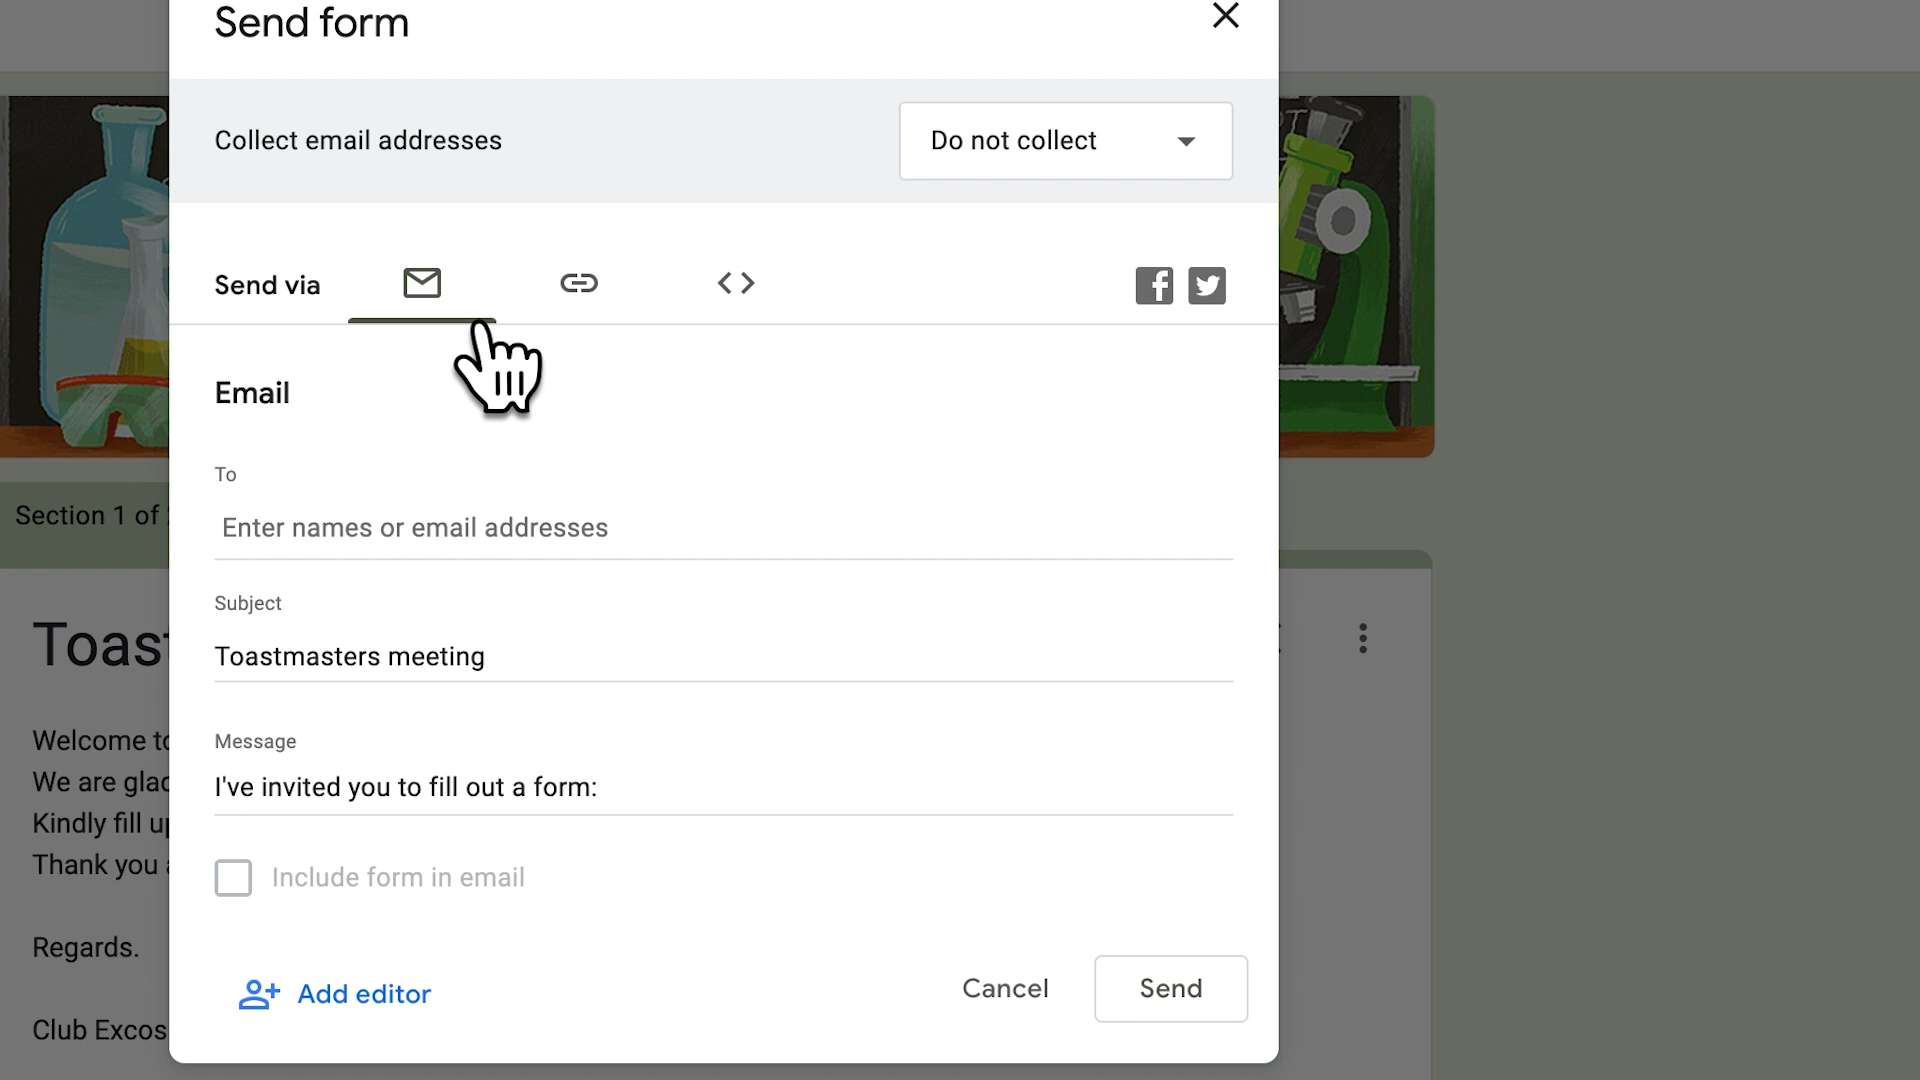 Send form
Collect email addresses
Do not collect
Send via
Email
To
Enter names or email addresses
Section 1 of
Subject
Toastmasters meeting
Message
I've invited you to fill out a form:
Welcome
We are
Kindly fill
Thank you
Include form in email
Regards.
Add editor
Cancel
Send
Club Excos